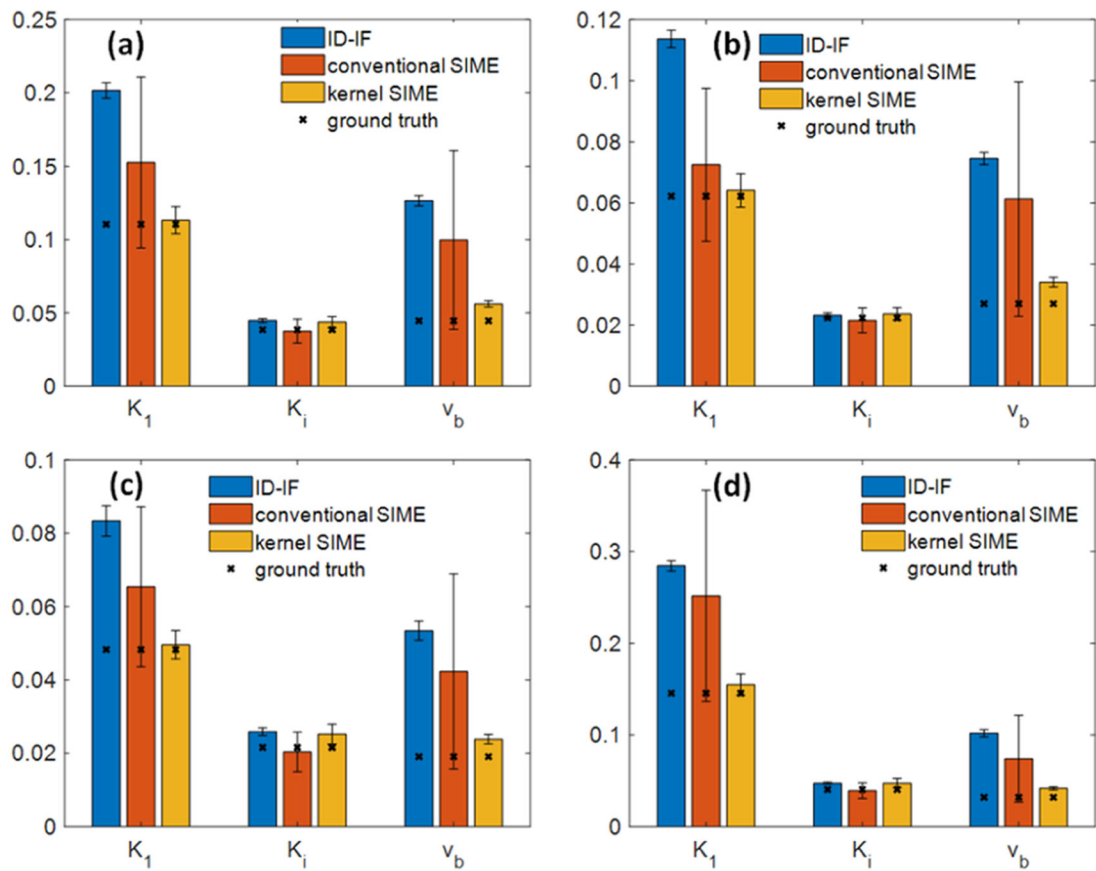 0.25
0.2
0.15
0.1
0.05
0
(a)
ID-IF
conventional SIME
kernel SIME
ground truth
K1
Ki
vb
0.12
0.1
0.08
0.06
0.04
0.02
0
(b)
ID-IF
conventional SIME
kernel SIME
ground truth
K1
Ki
vb
0.1
0.08
0.06
0.04
0.02
0
(c)
ID-IF
conventional SIME
kernel SIME
ground truth
K1
Ki
vb
0.4
0.3
0.2
0.1
0
(d)
ID-IF
conventional SIME
kernel SIME
ground truth
K1
Ki
vb